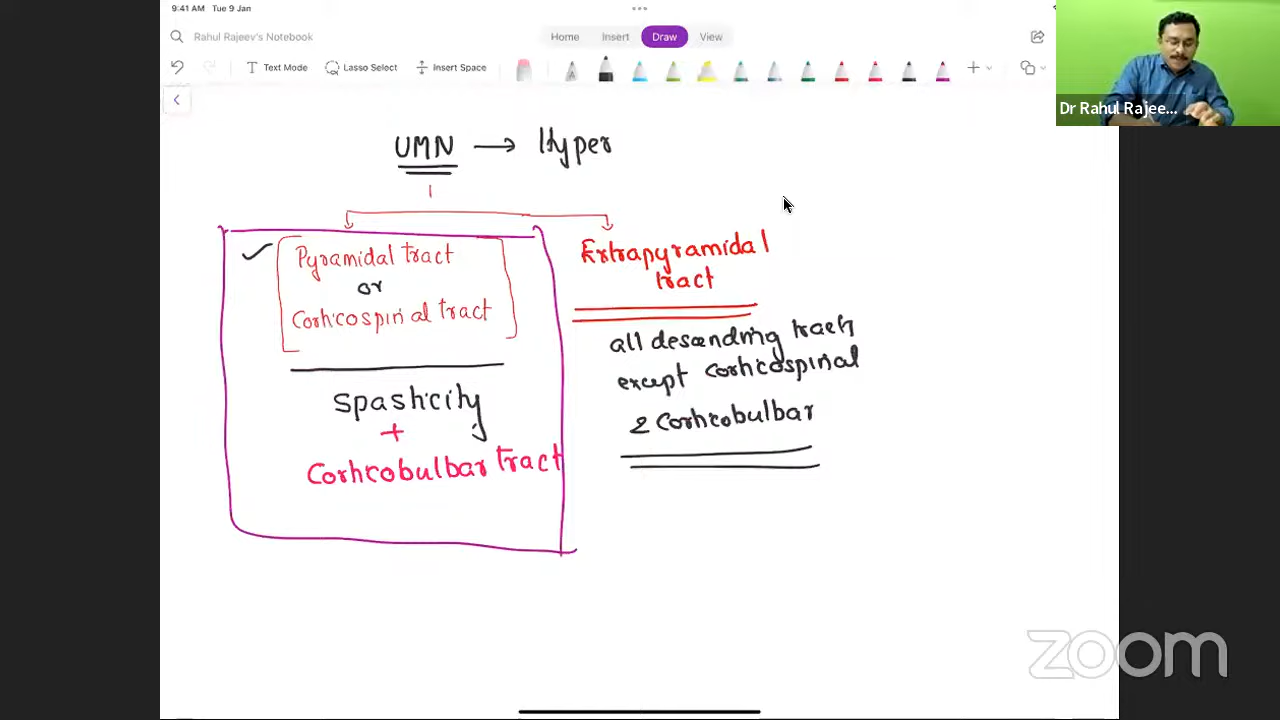 9:41 AM Tue 9 Jan
Rahul Rajeev's Notebook
Home Insert Draw View
Text Mode Lasso Select Insert Space
Dr Rahul Rajee...
UMN → Hyper
Pyramidal tract
or
Corticospinal tract
Extrapyramidal
tract
all desending tracts
except corticospinal
& Corticobulbar
Spasticity
+
Corticobulbar tract
zoom